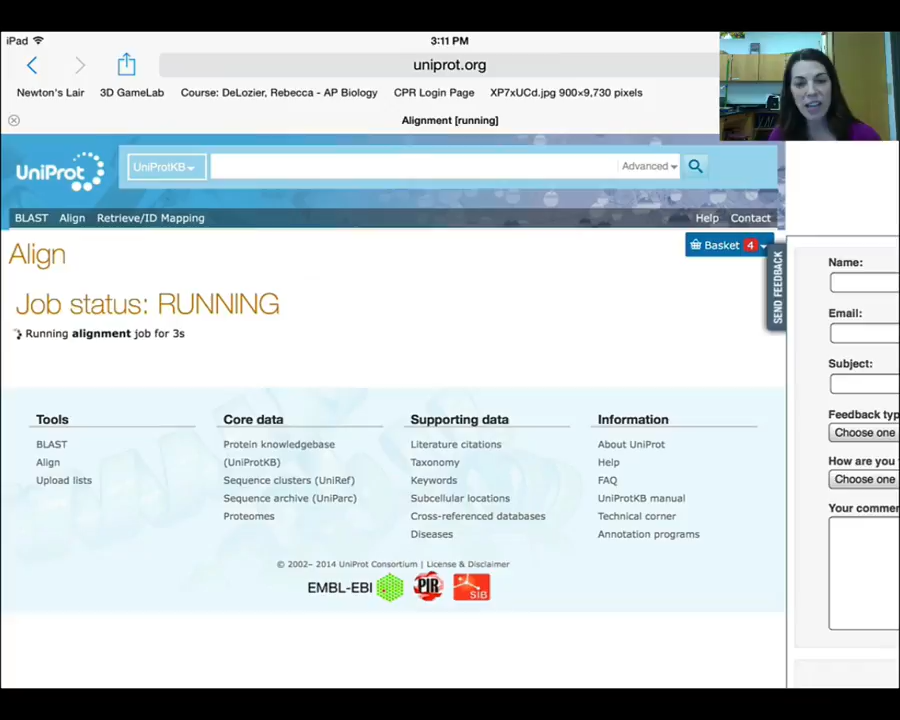 iPad 3:11 PM
uniprot.org
Newton's Lair 3D GameLab Course: DeLozier, Rebecca - AP Biology CPR Login Page XP7xUCd.jpg 900×9,730 pixels
Alignment [running]
UniProt UniProtKB Advanced
BLAST Align Retrieve/ID Mapping Help Contact
Align
Basket 4
SEND FEEDBACK
Job status: RUNNING
Running alignment job for 3s
Tools
BLAST
Align
Upload lists
Core data
Protein knowledgebase
(UniProtKB)
Sequence clusters (UniRef)
Sequence archive (UniParc)
Proteomes
Supporting data
Literature citations
Taxonomy
Keywords
Subcellular locations
Cross-referenced databases
Diseases
Information
About UniProt
Help
FAQ
UniProtKB manual
Technical corner
Annotation programs
© 2002– 2014 UniProt Consortium | License & Disclaimer
EMBL-EBI PIR SIB
Name:
Email:
Subject:
Feedback typ
Choose one
How are you
Choose one
Your comme